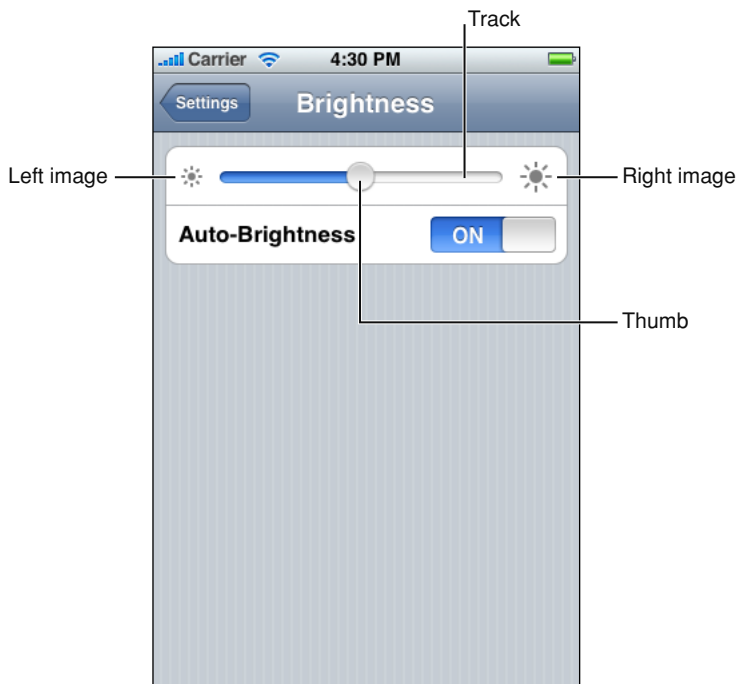 Track
Carrier 4:30 PM
Settings Brightness
Left image Right image
Auto-Brightness ON
Thumb